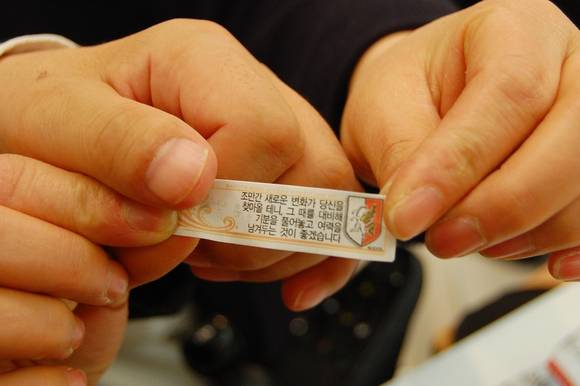 조만간 새로운 변화가 당신을
찾아올 테니, 그 때를 대비해
기분을 풀어놓고 여력을
남겨두는 것이 좋겠습니다